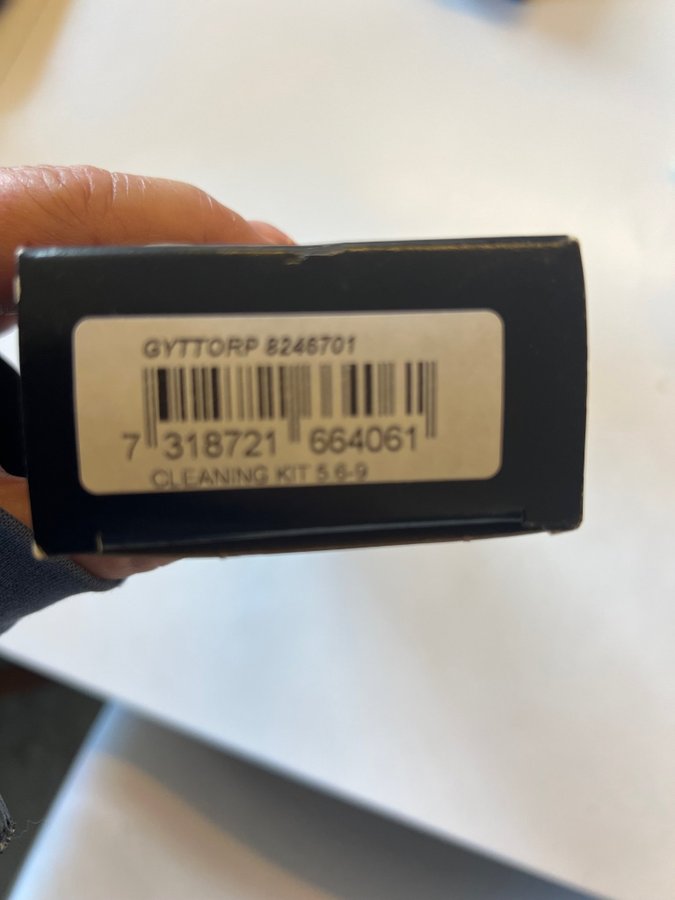 GYTTORP 8246701
7 318721 664061
CLEANING KIT 5.6-9